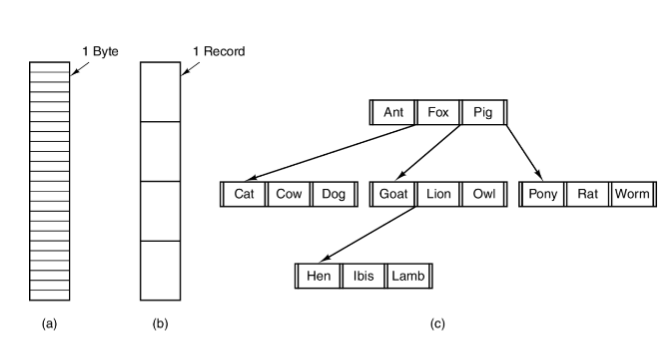 1 Byte
1 Record
Ant Fox Pig
Cat Cow Dog
Goat Lion Owl
Pony Rat Worm
Hen Ibis Lamb
(a)
(b)
(c)